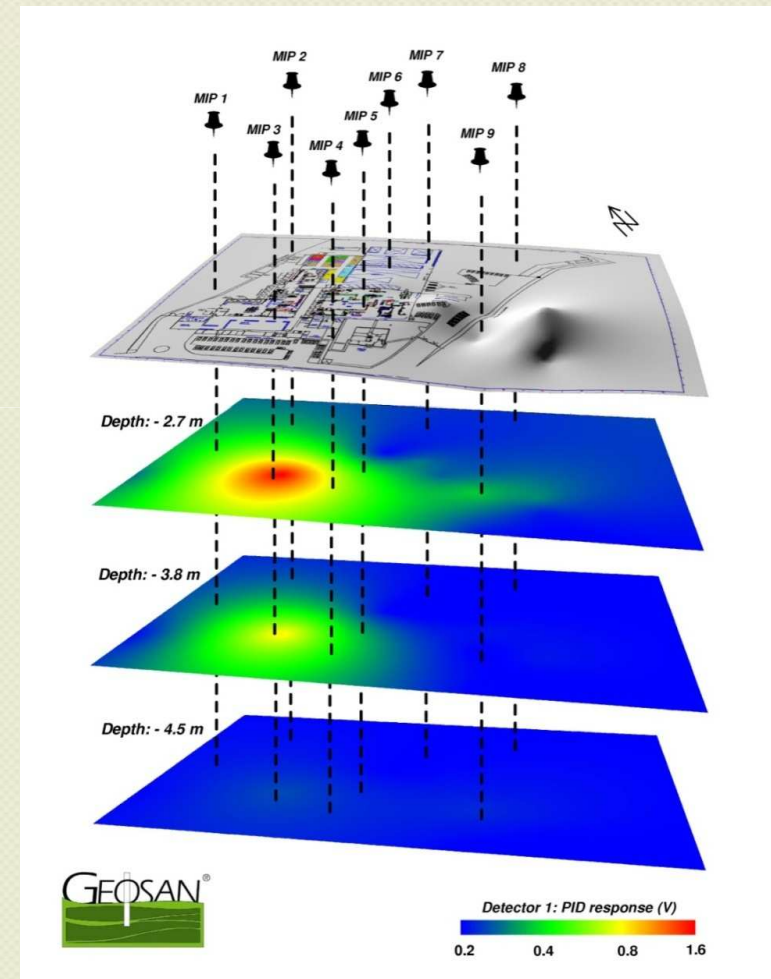 MIP 1
MIP 2
MIP 3
MIP 4
MIP 5
MIP 6
MIP 7
MIP 8
MIP 9
N
Depth: - 2.7 m
Depth: - 3.8 m
Depth: - 4.5 m
GEOSAN®
Detector 1: PID response (V)
0.2 0.4 0.8 1.6